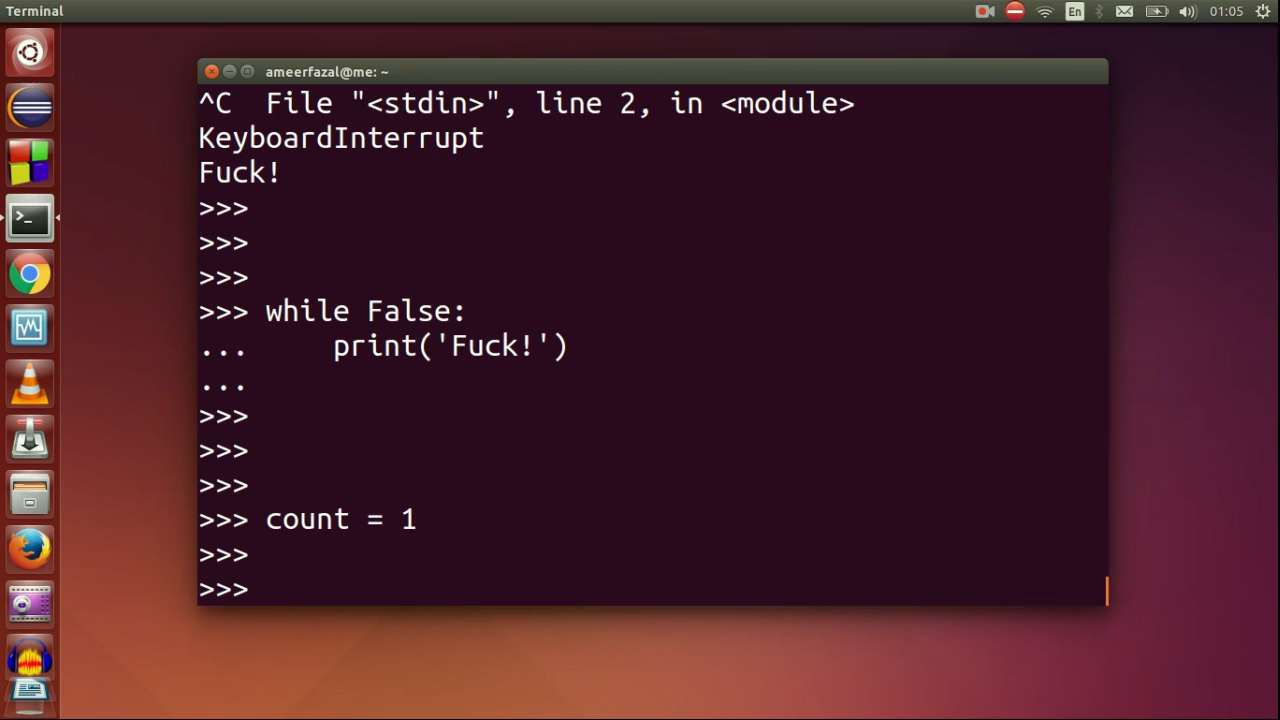 Terminal
En
01:05
ameerfazal@me: ~
^C  File "<stdin>", line 2, in <module>
KeyboardInterrupt
Fuck!
>>>
>>>
>>>
>>> while False:
...     print('Fuck!')
...
>>>
>>>
>>>
>>> count = 1
>>>
>>>